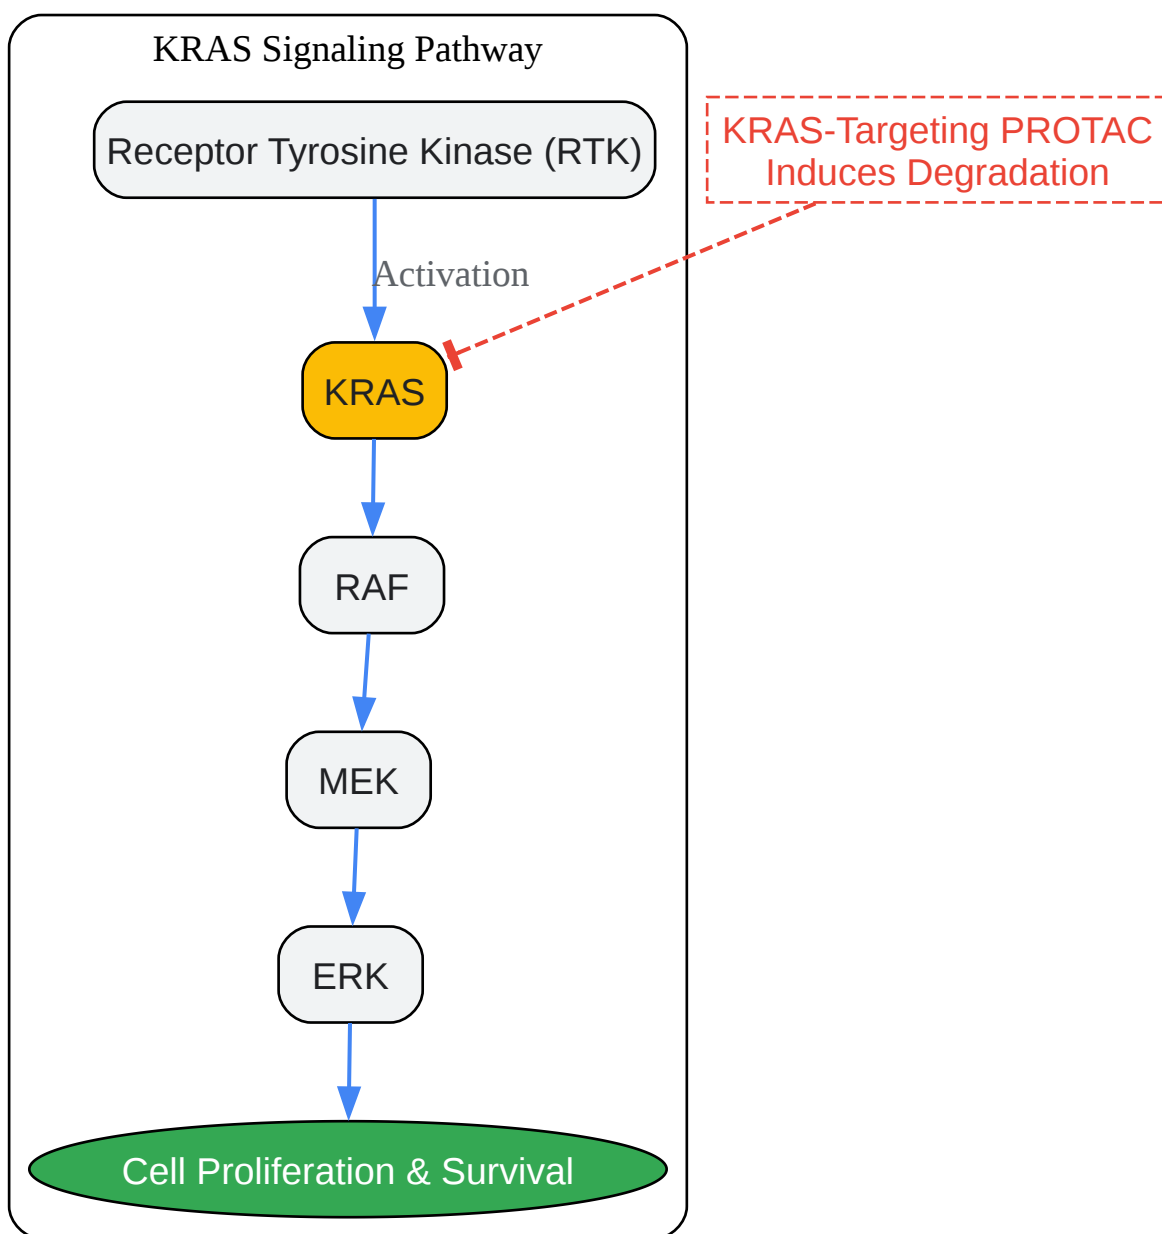 KRAS Signaling Pathway
Receptor Tyrosine Kinase (RTK)
KRAS-Targeting PROTAC
Induces Degradation
Activation
KRAS
RAF
MEK
ERK
Cell Proliferation & Survival